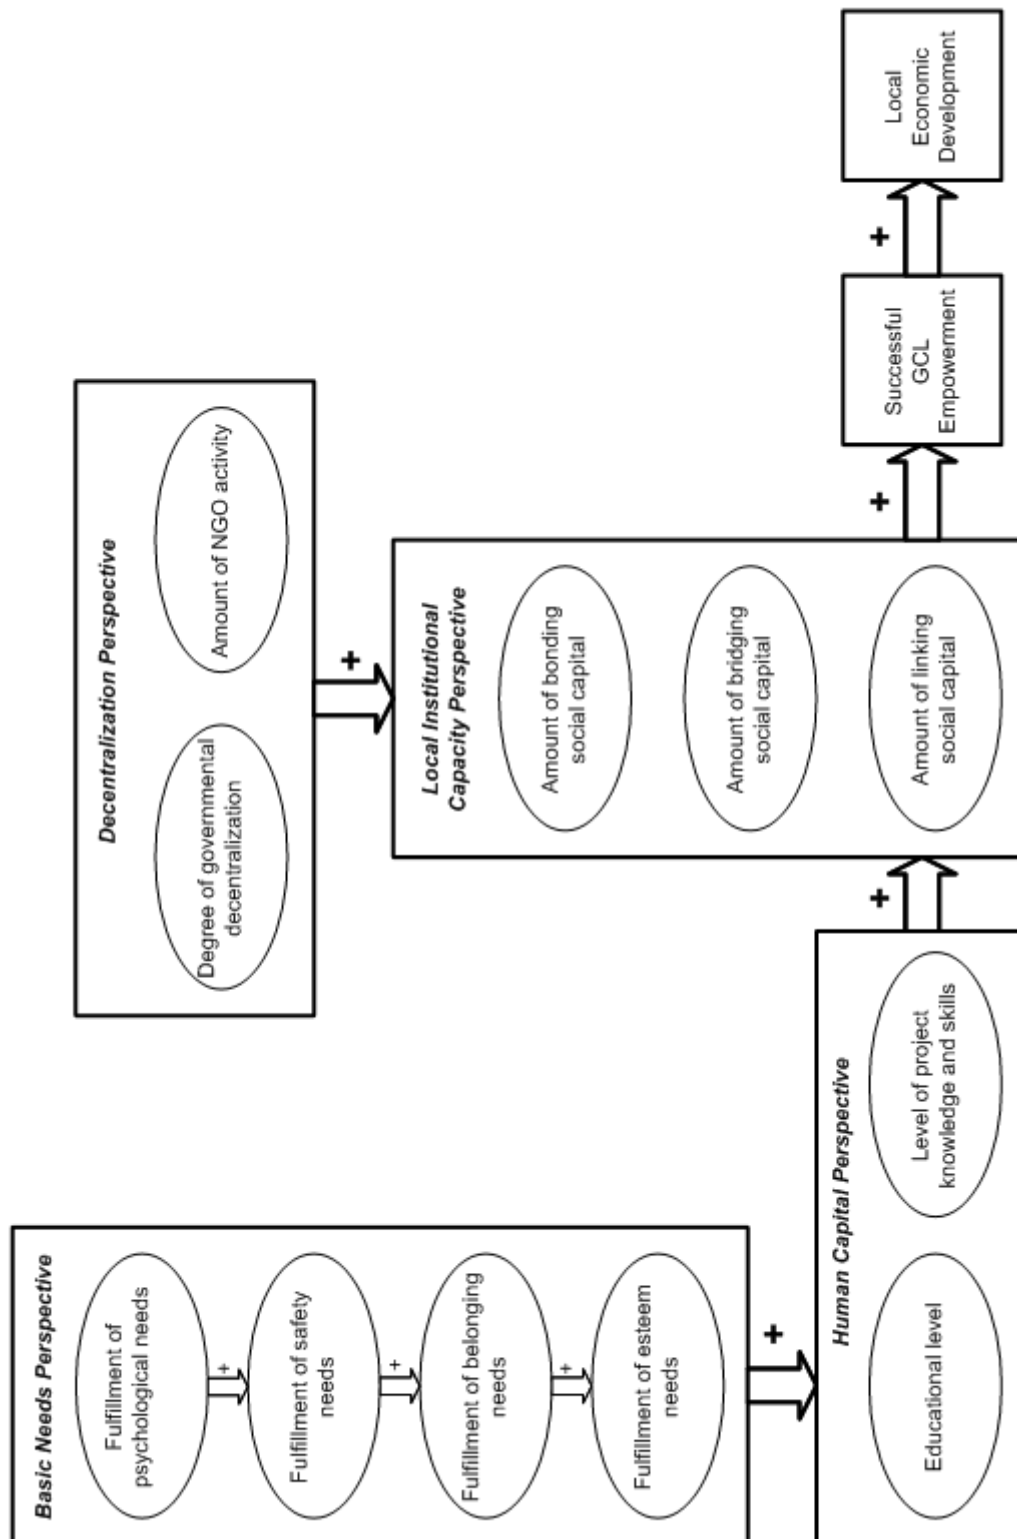 Basic Needs Perspective
Fulfillment of
psychological needs
+
Fulfillment of safety
needs
+
Fulfillment of belonging
needs
+
Fulfillment of esteem
needs
+
Human Capital Perspective
Educational level
Level of project
knowledge and skills
+
Decentralization Perspective
Degree of governmental
decentralization
Amount of NGO activity
+
Local Institutional
Capacity Perspective
Amount of bonding
social capital
Amount of bridging
social capital
Amount of linking
social capital
+
Successful
GCL
Empowerment
+
Local
Economic
Development